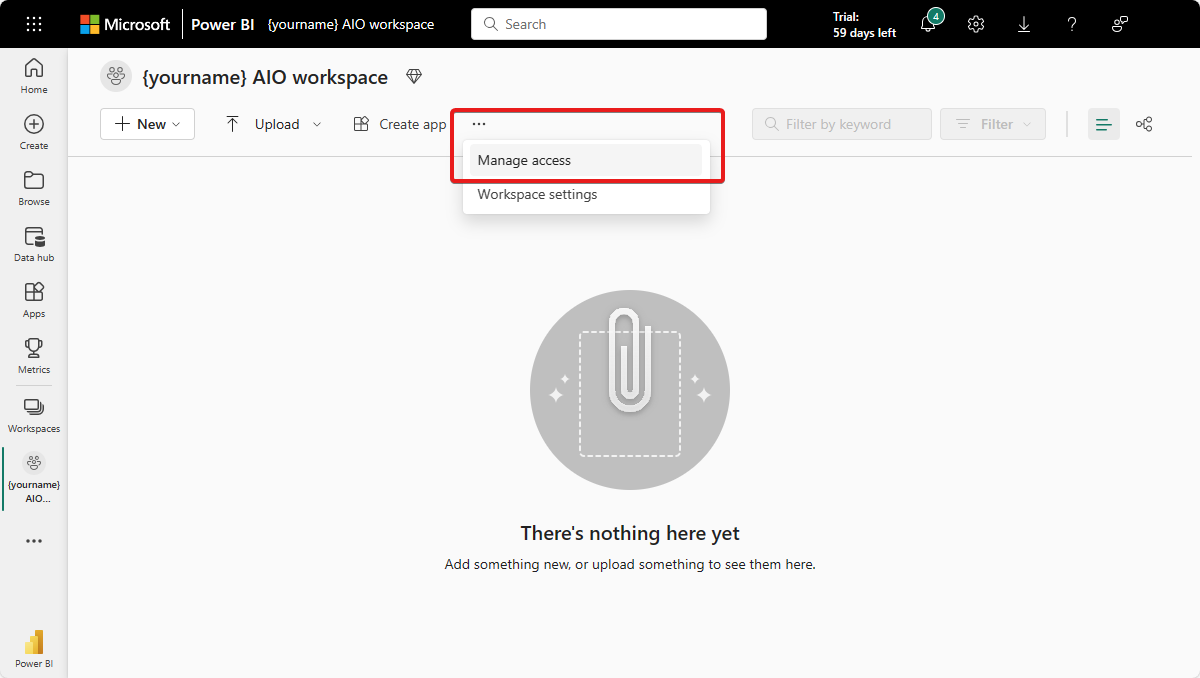 Microsoft Power BI {yourname} AIO workspace
Search
Trial:
59 days left
4
{yourname} AIO workspace
New
Upload
Create app
...
Filter by keyword
Filter
Manage access
Workspace settings
Home
Create
Browse
Data hub
Apps
Metrics
Workspaces
{yourname}
AIO...
There's nothing here yet
Add something new, or upload something to see them here.
Power BI